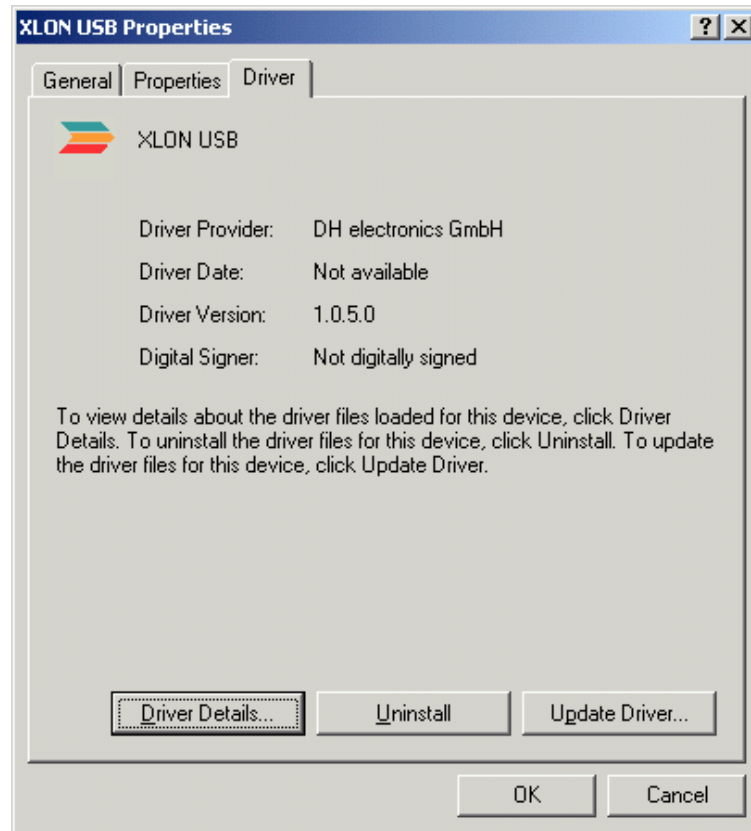 XLON USB Properties
General Properties Driver
XLON USB
Driver Provider: DH electronics GmbH
Driver Date: Not available
Driver Version: 1.0.5.0
Digital Signer: Not digitally signed
To view details about the driver files loaded for this device, click Driver
Details. To uninstall the driver files for this device, click Uninstall. To update
the driver files for this device, click Update Driver.
Driver Details... Uninstall Update Driver...
OK Cancel